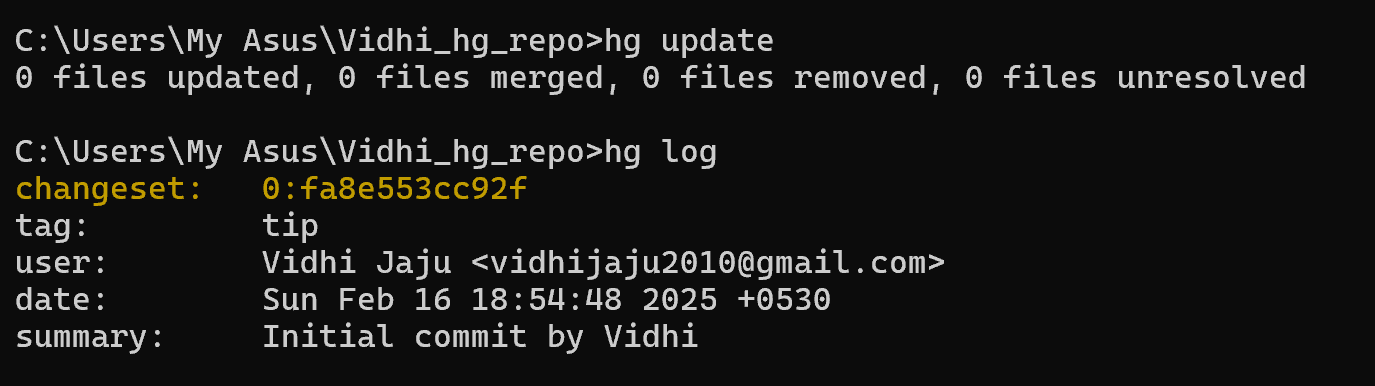 C:\Users\My Asus\Vidhi_hg_repo>hg update
0 files updated, 0 files merged, 0 files removed, 0 files unresolved
C:\Users\My Asus\Vidhi_hg_repo>hg log
changeset:   0:fa8e553cc92f
tag:         tip
user:        Vidhi Jaju <vidhijaju2010@gmail.com>
date:        Sun Feb 16 18:54:48 2025 +0530
summary:     Initial commit by Vidhi